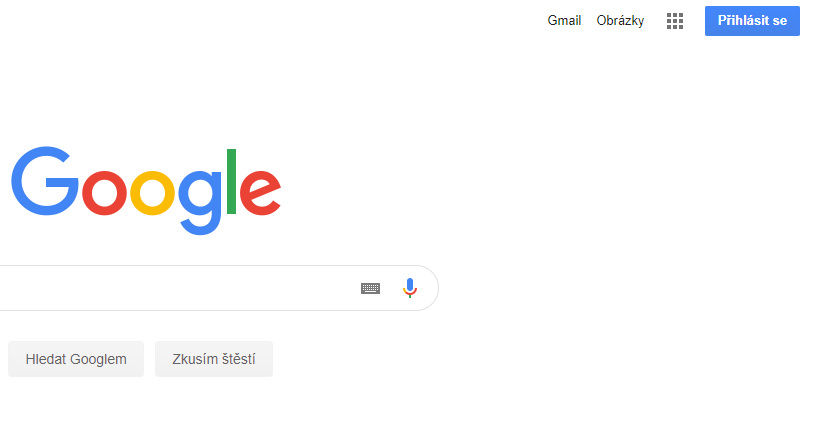 Gmail Obrázky Přihlásit se
Google
Hledat Googlem Zkusím štěstí